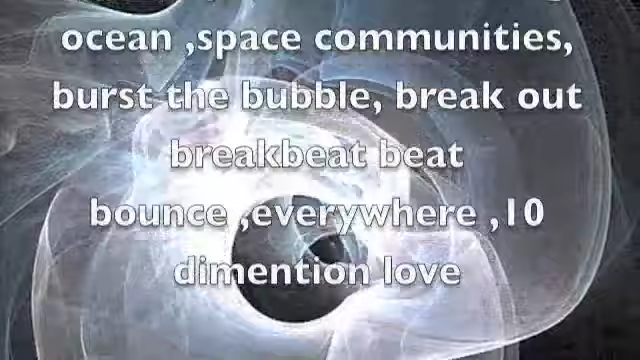 ocean ,space communities,
burst the bubble, break out
breakbeat beat
bounce ,everywhere ,10
dimention love